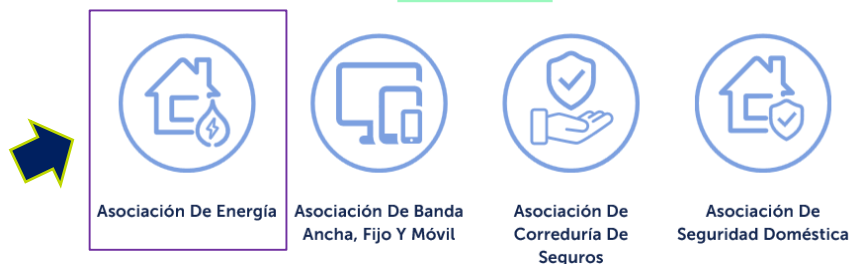 Asociación De Energía
Asociación De Banda
Ancha, Fijo Y Móvil
Asociación De
Correduría De
Seguros
Asociación De
Seguridad Doméstica